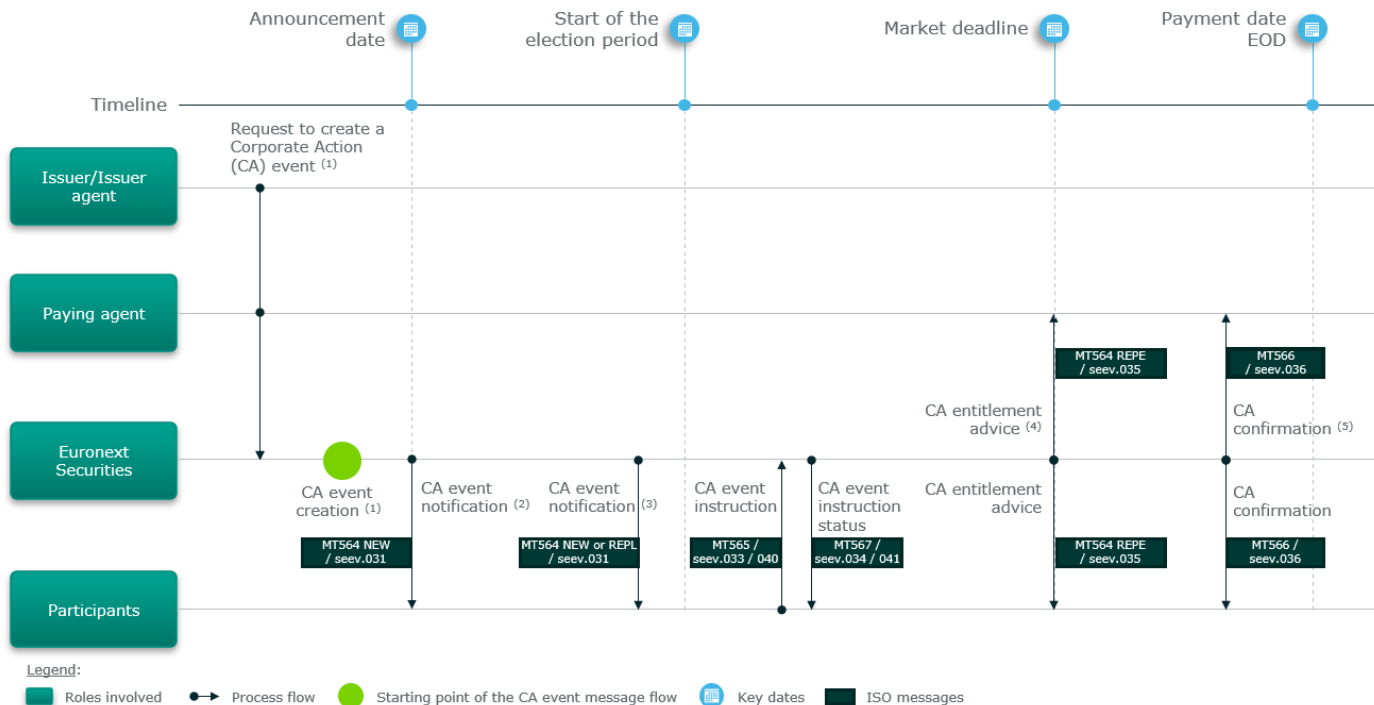 Announcement
date
Start of the
election period
Market deadline
Payment date
EOD
Timeline
Request to create a
Corporate Action
(CA) event (1)
Issuer/Issuer
agent
Paying agent
MT564 REPE
/ seev.035
MT566
/ seev.036
CA entitlement
advice (4)
CA
confirmation (5)
Euronext
Securities
CA event
creation (1)
CA event
notification (2)
CA event
notification (3)
CA event
instruction
CA event
instruction
status
CA entitlement
advice
CA
confirmation
MT564 NEW
/ seev.031
MT564 NEW or REPL
/ seev.031
MT565 /
seev.033 / 040
MT567 /
seev.034 / 041
MT564 REPE
/ seev.035
MT566 /
seev.036
Participants
Legend:
Roles involved
Process flow
Starting point of the CA event message flow
Key dates
ISO messages